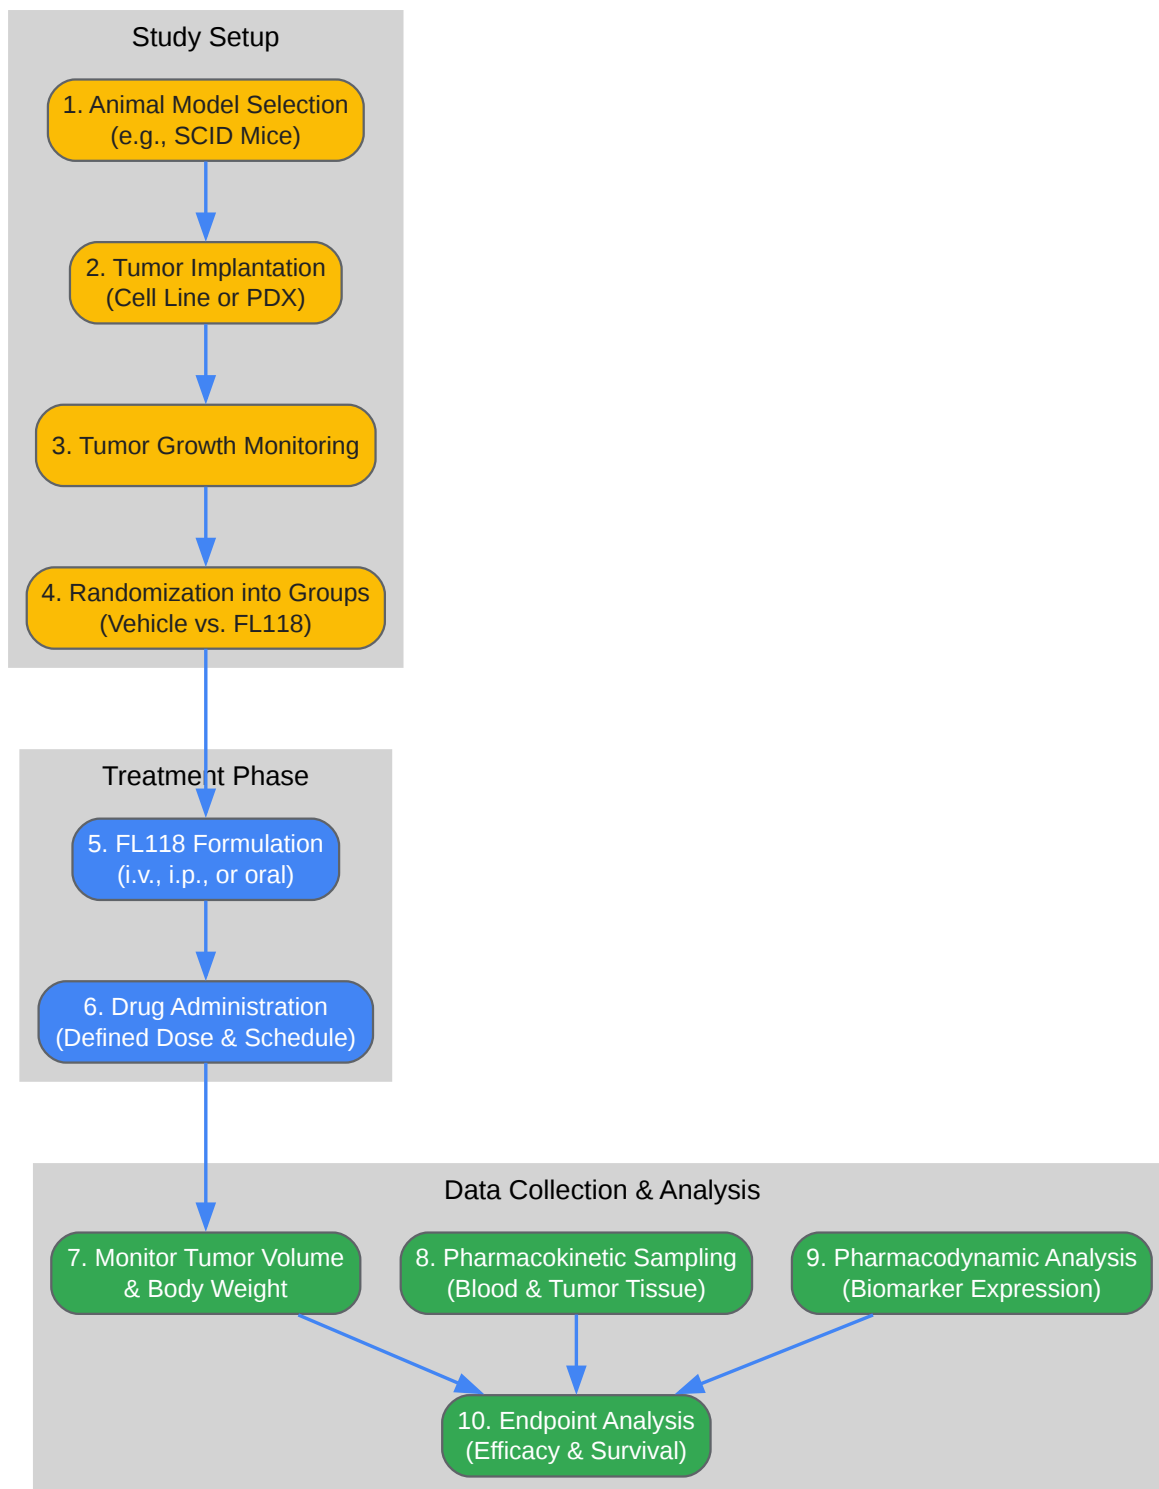 Study Setup
1. Animal Model Selection
(e.g., SCID Mice)
2. Tumor Implantation
(Cell Line or PDX)
3. Tumor Growth Monitoring
4. Randomization into Groups
(Vehicle vs. FL118)
Treatment Phase
5. FL118 Formulation
(i.v., i.p., or oral)
6. Drug Administration
(Defined Dose & Schedule)
Data Collection & Analysis
7. Monitor Tumor Volume
& Body Weight
8. Pharmacokinetic Sampling
(Blood & Tumor Tissue)
9. Pharmacodynamic Analysis
(Biomarker Expression)
10. Endpoint Analysis
(Efficacy & Survival)